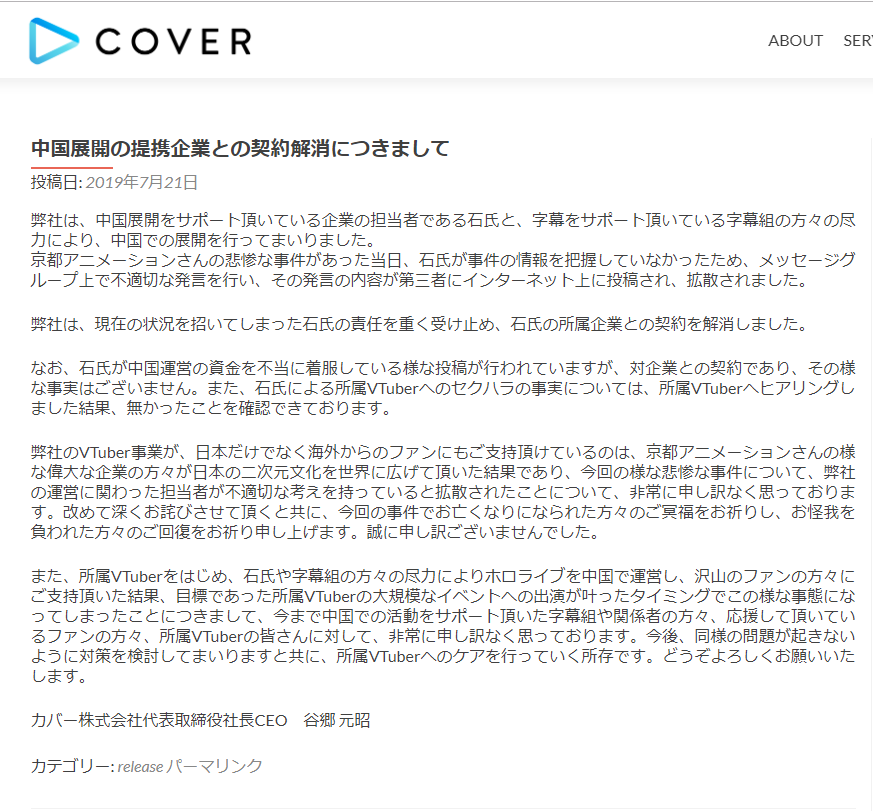 COVER
ABOUT SER
中国展開の提携企業との契約解消につきまして
投稿日: 2019年7月21日
弊社は、中国展開をサポート頂いている企業の担当者である石氏と、字幕をサポート頂いている字幕組の方々の尽
力により、中国での展開を行ってまいりました。
京都アニメーションさんの悲惨な事件があった当日、石氏が事件の情報を把握していなかったため、メッセージグ
ループ上で不適切な発言を行い、その発言の内容が第三者にインターネット上に投稿され、拡散されました。
弊社は、現在の状況を招いてしまった石氏の責任を重く受け止め、石氏の所属企業との契約を解消しました。
なお、石氏が中国運営の資金を不当に着服している様な投稿が行われていますが、対企業との契約であり、その様
な事実はございません。また、石氏による所属VTuberへのセクハラの事実については、所属VTuberへヒアリングし
ました結果、無かったことを確認できております。
弊社のVTuber事業が、日本だけでなく海外からのファンにもご支持頂けているのは、京都アニメーションさんの様
な偉大な企業の方々が日本の二次元文化を世界に広げて頂いた結果であり、今回の様な悲惨な事件について、弊社
の運営に関わった担当者が不適切な考えを持っていると拡散されたことについて、非常に申し訳なく思っておりま
す。改めて深くお詫びさせて頂くと共に、今回の事件でお亡くなりになられた方々のご冥福をお祈りし、お怪我を
負われた方々のご回復をお祈り申し上げます。誠に申し訳ございませんでした。
また、所属VTuberをはじめ、石氏や字幕組の方々の尽力によりホロライブを中国で運営し、沢山のファンの方々に
ご支持頂いた結果、目標であった所属VTuberの大規模なイベントへの出演が叶ったタイミングでこの様な事態にな
ってしまったことにつきまして、今まで中国での活動をサポート頂いた字幕組や関係者の方々、応援して頂いてい
るファンの方々、所属VTuberの皆さんに対して、非常に申し訳なく思っております。今後、同様の問題が起きない
ように対策を検討してまいりますと共に、所属VTuberへのケアを行っていく所存です。どうぞよろしくお願いいた
します。
カバー株式会社代表取締役社長CEO　谷郷 元昭
カテゴリー: release パーマリンク